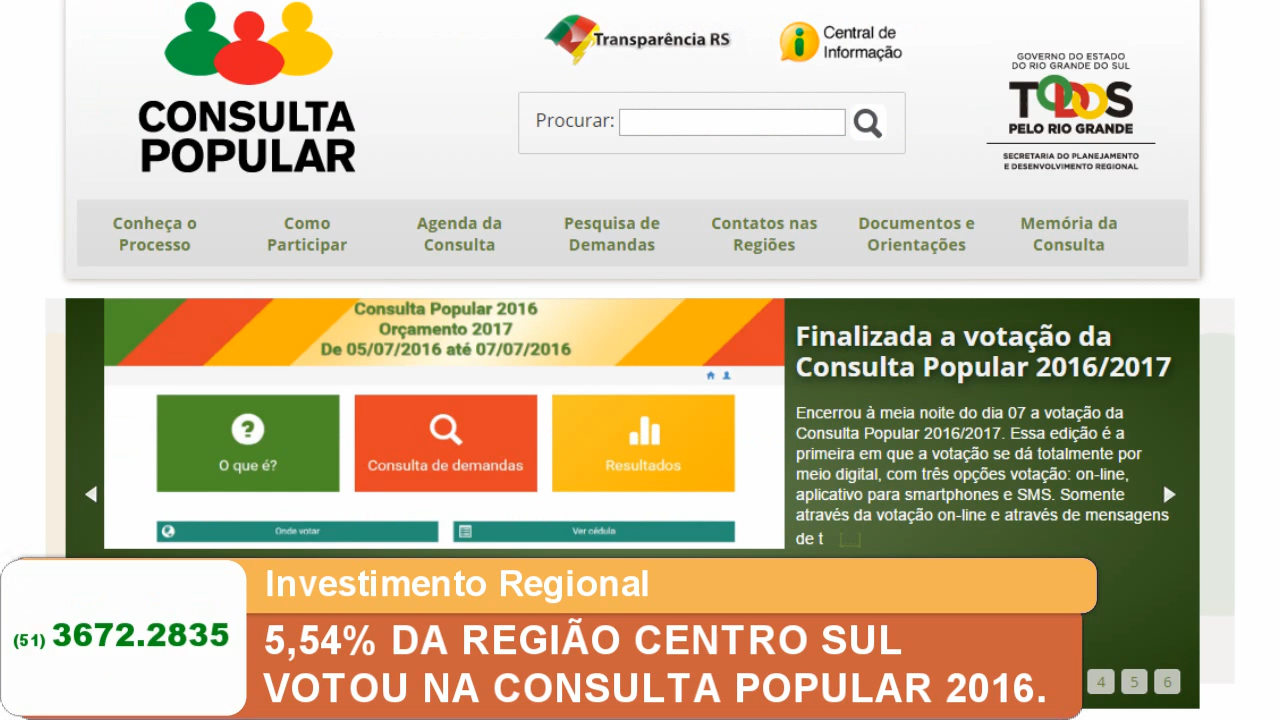 CONSULTA
POPULAR
Transparência RS
Central de
Informação
Procurar:
GOVERNO DO ESTADO
DO RIO GRANDE DO SUL
TODOS
PELO RIO GRANDE
SECRETARIA DO PLANEJAMENTO
E DESENVOLVIMENTO REGIONAL
Conheça o
Processo
Como
Participar
Agenda da
Consulta
Pesquisa de
Demandas
Contatos nas
Regiões
Documentos e
Orientações
Memória da
Consulta
Consulta Popular 2016
Orçamento 2017
De 05/07/2016 até 07/07/2016
O que é?
Consulta de demandas
Resultados
Onde votar
Ver cédula
Finalizada a votação da
Consulta Popular 2016/2017
Encerrou à meia noite do dia 07 a votação da
Consulta Popular 2016/2017. Essa edição é a
primeira em que a votação se dá totalmente por
meio digital, com três opções votação: on-line,
aplicativo para smartphones e SMS. Somente
através da votação on-line e através de mensagens
de t
Investimento Regional
(51) 3672.2835
5,54% DA REGIÃO CENTRO SUL
VOTOU NA CONSULTA POPULAR 2016.
4 5 6